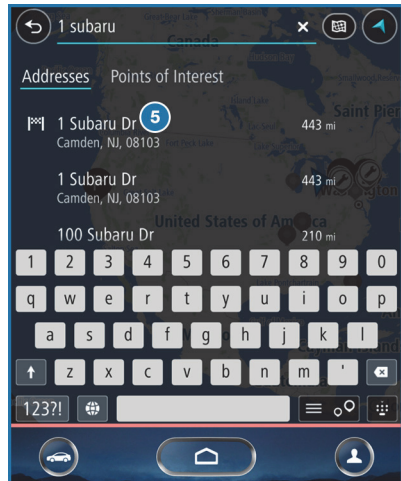 1 subaru
Canada
Addresses Points of Interest
Saint Pier
1 Subaru Dr 5 443 mi
Camden, NJ, 08103
1 Subaru Dr 443 mi
Camden, NJ, 08103
Washington
United States of America
100 Subaru Dr 210 mi
1 2 3 4 5 6 7 8 9 0
q w e r t y u i o p
a s d f g h j k l
z x c v b n m '
123?!